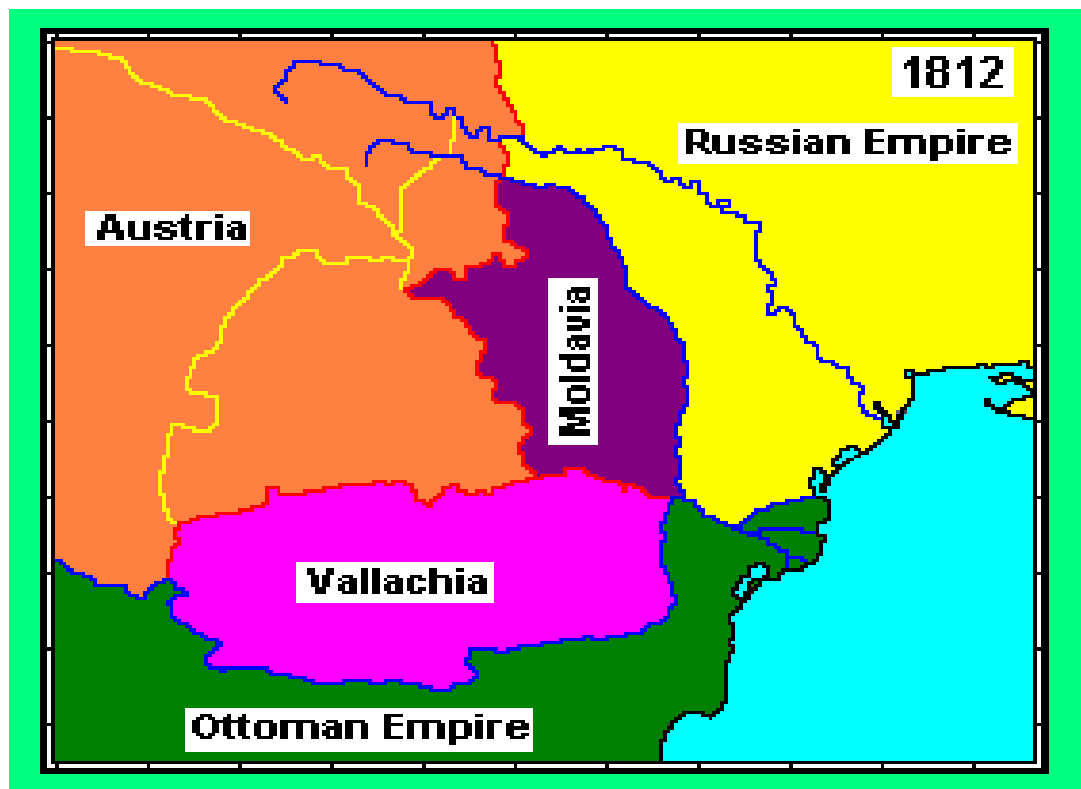 1812
Russian Empire
Austria
Moldavia
Vallachia
Ottoman Empire